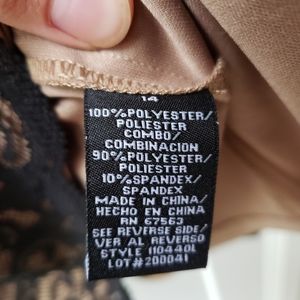 14
100%POLYESTER/
POLIESTER
COMBO/
COMBINACION
90%POLYESTER/
POLIESTER
10%SPANDEX/
SPANDEX
MADE IN CHINA/
HECHO EN CHINA
RN 67563
SEE REVERSE SIDE/
VER AL REVERSO
STYLE 110440L
LOT#200041